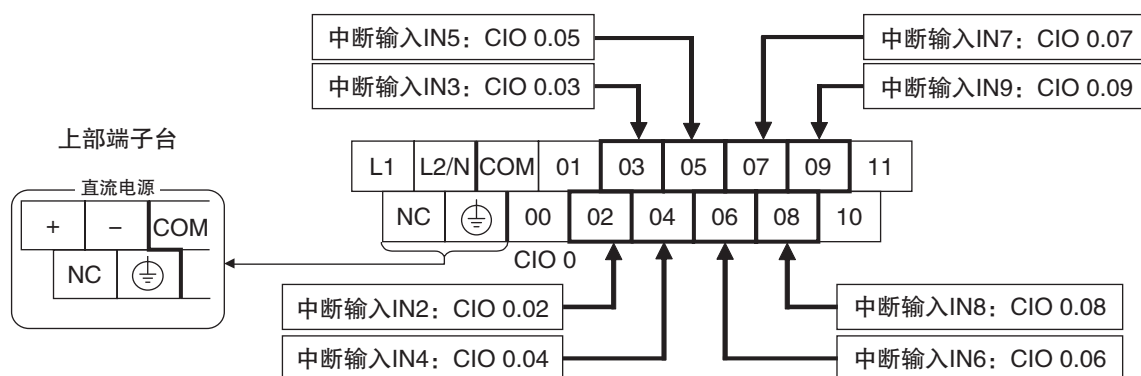 中断输入IN5：CIO 0.05
中断输入IN7：CIO 0.07
中断输入IN3：CIO 0.03
中断输入IN9：CIO 0.09
上部端子台
L1 L2/N COM 01 03 05 07 09 11
直流电源
NC 00 02 04 06 08 10
+ − COM
CIO 0
NC
中断输入IN2：CIO 0.02
中断输入IN8：CIO 0.08
中断输入IN4：CIO 0.04
中断输入IN6：CIO 0.06